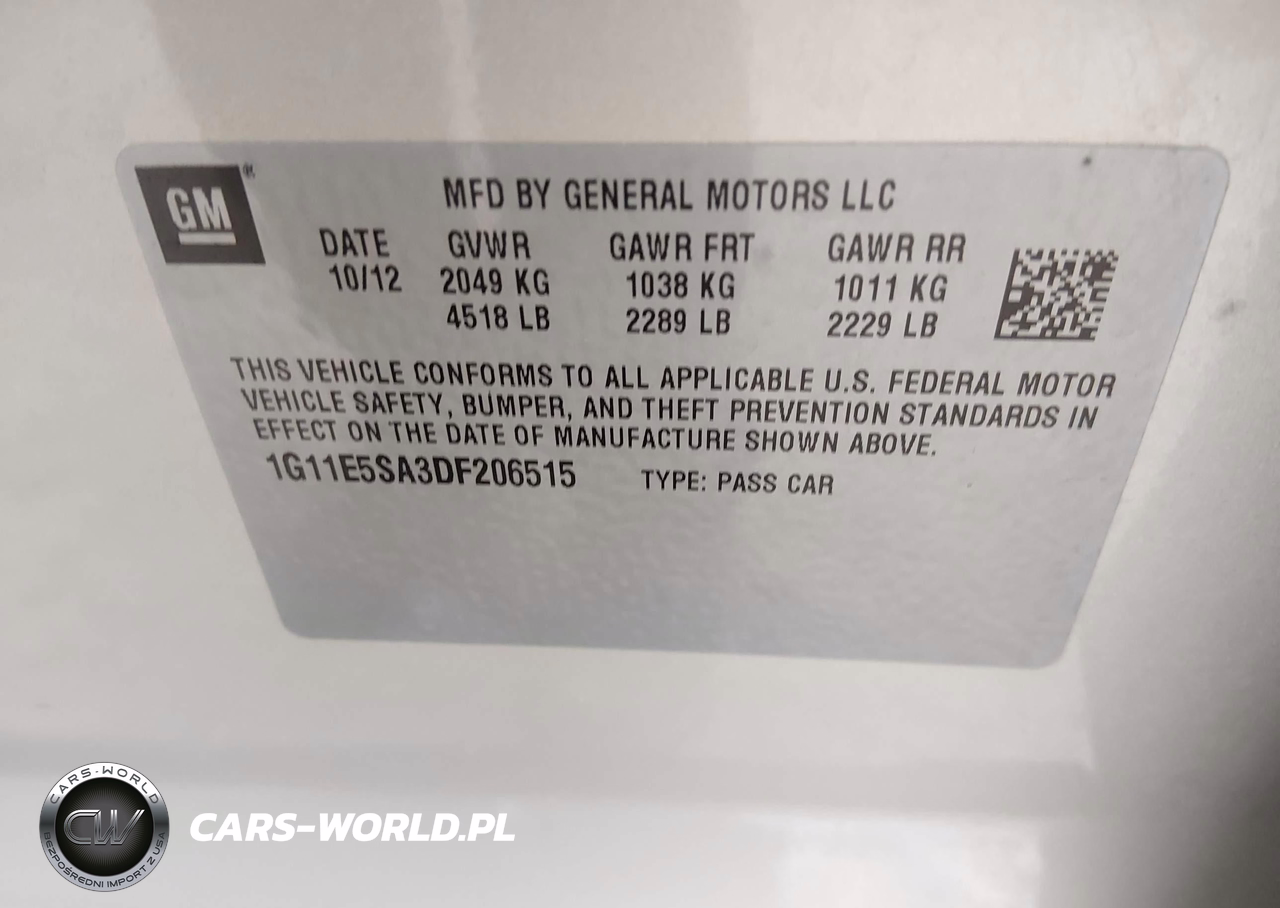 GM®
MFD BY GENERAL MOTORS LLC
DATE GVWR GAWR FRT GAWR RR
10/12 2049 KG 1038 KG 1011 KG
4518 LB 2289 LB 2229 LB
THIS VEHICLE CONFORMS TO ALL APPLICABLE U.S. FEDERAL MOTOR
VEHICLE SAFETY, BUMPER, AND THEFT PREVENTION STANDARDS IN
EFFECT ON THE DATE OF MANUFACTURE SHOWN ABOVE.
1G11E5SA3DF206515 TYPE: PASS CAR
CARS-WORLD
CW
BEZPOŚREDNI IMPORT Z USA
CARS-WORLD.PL